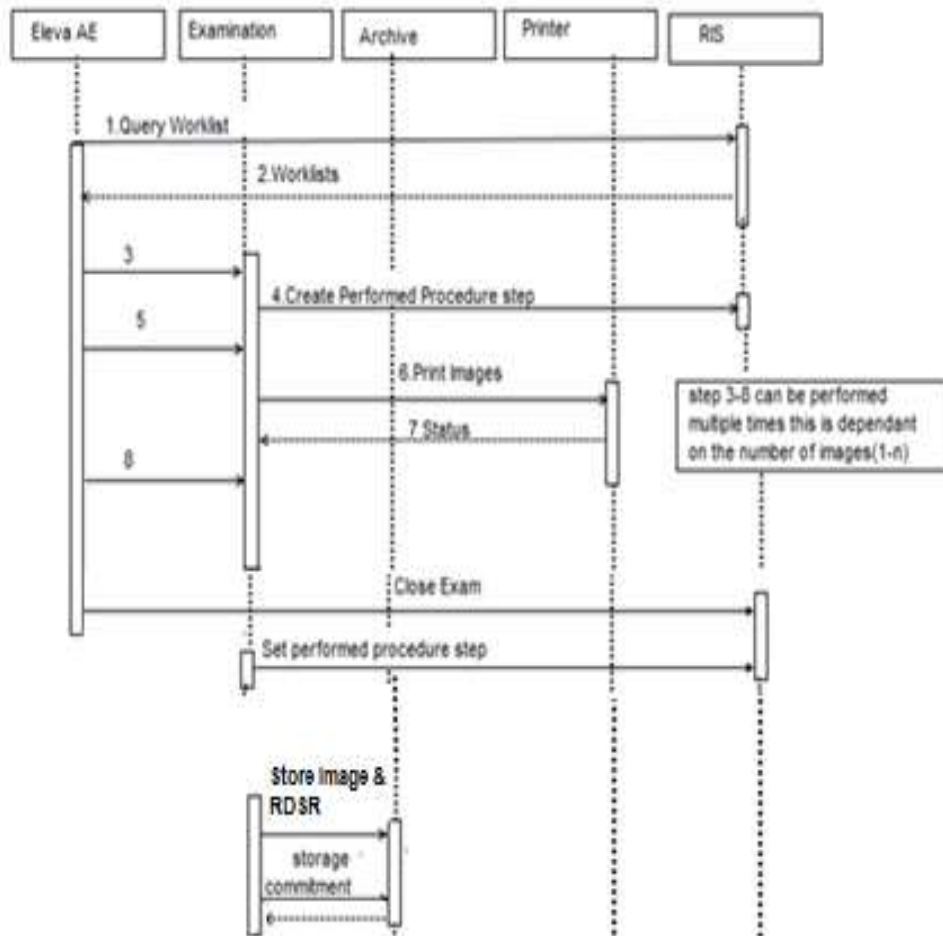 Eleva AE
Examination
Archive
Printer
RIS
1.Query Worklist
2.Worklists
3
4.Create Performed Procedure step
5
6.Print Images
7.Status
8
step 3-8 can be performed
multiple times this is dependant
on the number of images(1-n)
Close Exam
Set performed procedure step
Store Image &
RDSR
storage
commitment